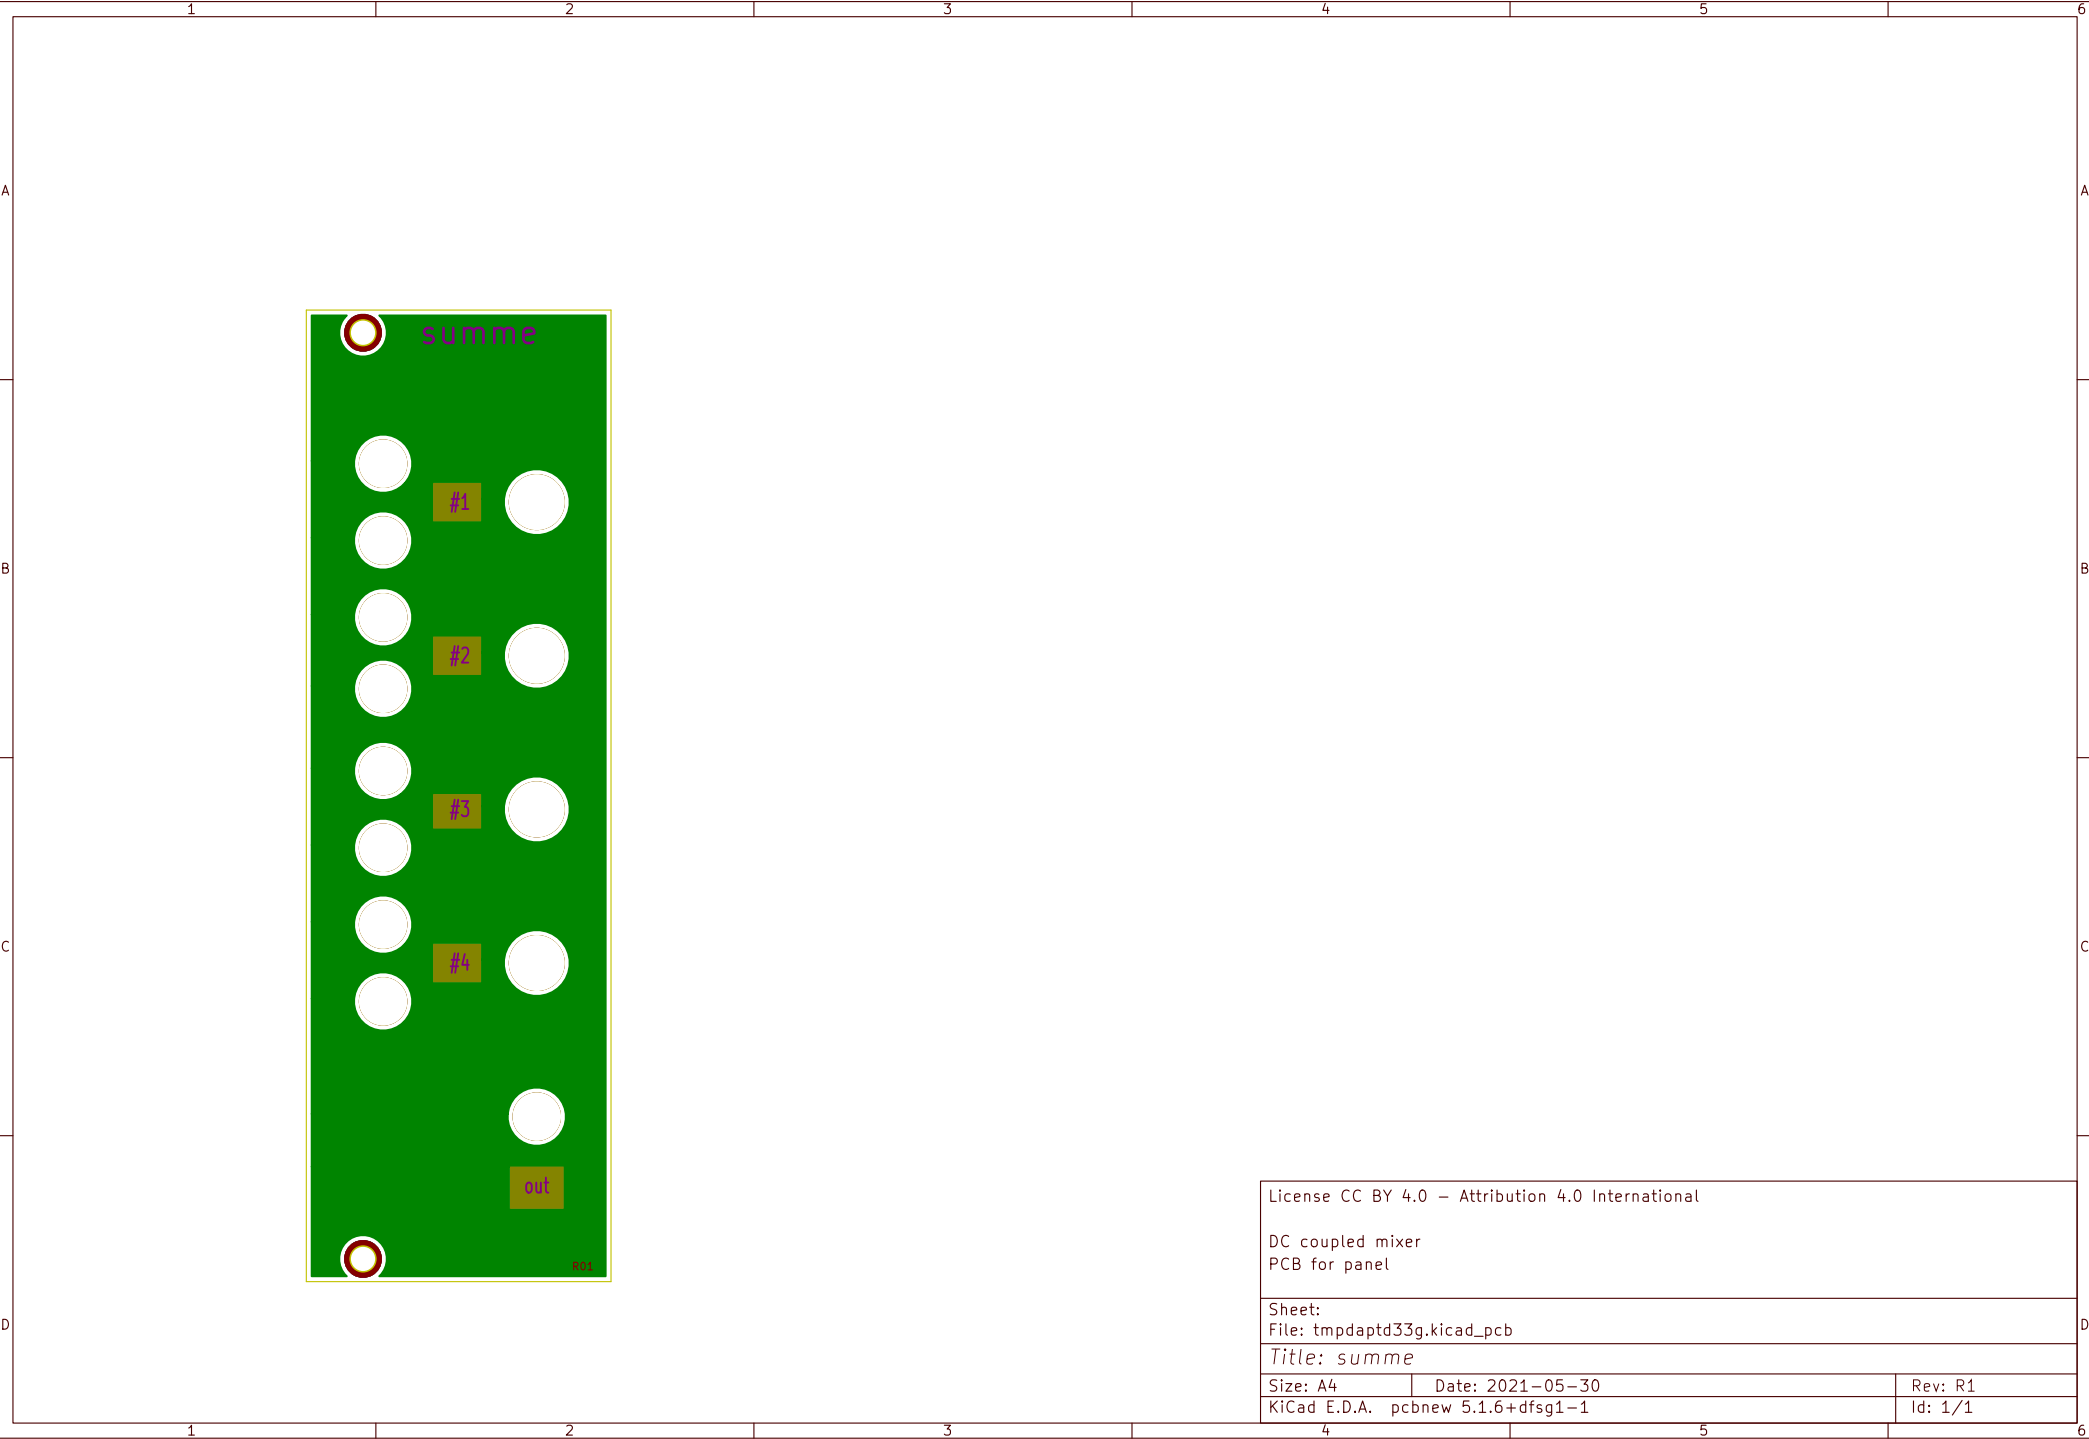 1 2 3 4 5 6
A A
summe
#1
B B
#2
#3
C C
#4
out
License CC BY 4.0 – Attribution 4.0 International
DC coupled mixer
PCB for panel
R01
Sheet:
D D
File: tmpdaptd33g.kicad_pcb
Title: summe
Size: A4 Date: 2021-05-30 Rev: R1
KiCad E.D.A. pcbnew 5.1.6+dfsg1-1 Id: 1/1
1 2 3 4 5 6